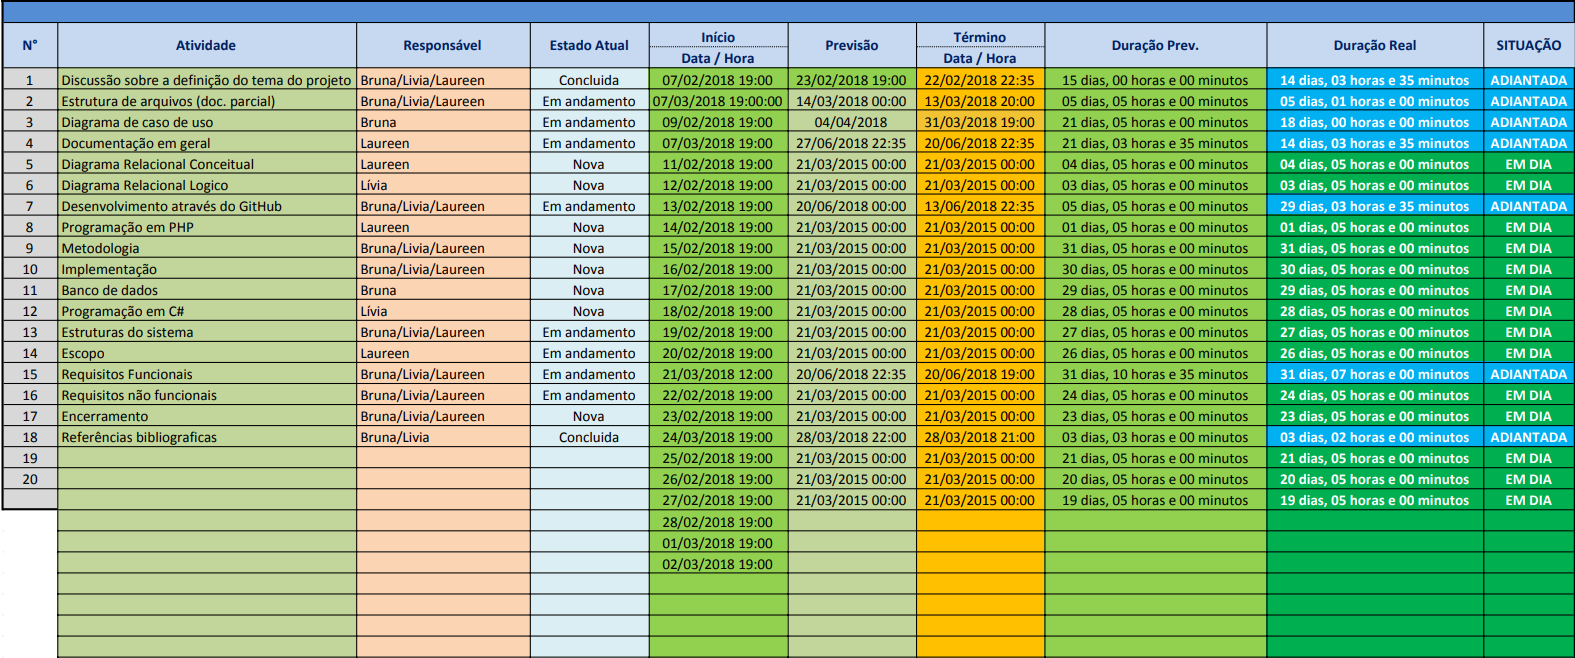 N° Atividade Responsável Estado Atual Início Data / Hora Previsão Término Data / Hora Duração Prev. Duração Real SITUAÇÃO
1 Discussão sobre a definição do tema do projeto Bruna/Livia/Laureen Concluida 07/02/2018 19:00 23/02/2018 19:00 22/02/2018 22:35 15 dias, 00 horas e 00 minutos 14 dias, 03 horas e 35 minutos ADIANTADA
2 Estrutura de arquivos (doc. parcial) Bruna/Livia/Laureen Em andamento 07/03/2018 19:00:00 14/03/2018 00:00 13/03/2018 20:00 05 dias, 05 horas e 00 minutos 05 dias, 01 horas e 00 minutos ADIANTADA
3 Diagrama de caso de uso Bruna Em andamento 09/02/2018 19:00 04/04/2018 31/03/2018 19:00 21 dias, 05 horas e 00 minutos 18 dias, 00 horas e 00 minutos ADIANTADA
4 Documentação em geral Laureen Em andamento 07/03/2018 19:00 27/06/2018 22:35 20/06/2018 22:35 21 dias, 03 horas e 35 minutos 14 dias, 03 horas e 35 minutos ADIANTADA
5 Diagrama Relacional Conceitual Laureen Nova 11/02/2018 19:00 21/03/2015 00:00 21/03/2015 00:00 04 dias, 05 horas e 00 minutos 04 dias, 05 horas e 00 minutos EM DIA
6 Diagrama Relacional Logico Lívia Nova 12/02/2018 19:00 21/03/2015 00:00 21/03/2015 00:00 03 dias, 05 horas e 00 minutos 03 dias, 05 horas e 00 minutos EM DIA
7 Desenvolvimento através do GitHub Bruna/Livia/Laureen Em andamento 13/02/2018 19:00 20/06/2018 00:00 13/06/2018 22:35 05 dias, 05 horas e 00 minutos 29 dias, 03 horas e 35 minutos ADIANTADA
8 Programação em PHP Laureen Nova 14/02/2018 19:00 21/03/2015 00:00 21/03/2015 00:00 01 dias, 05 horas e 00 minutos 01 dias, 05 horas e 00 minutos EM DIA
9 Metodologia Bruna/Livia/Laureen Nova 15/02/2018 19:00 21/03/2015 00:00 21/03/2015 00:00 31 dias, 05 horas e 00 minutos 31 dias, 05 horas e 00 minutos EM DIA
10 Implementação Bruna/Livia/Laureen Nova 16/02/2018 19:00 21/03/2015 00:00 21/03/2015 00:00 30 dias, 05 horas e 00 minutos 30 dias, 05 horas e 00 minutos EM DIA
11 Banco de dados Bruna Nova 17/02/2018 19:00 21/03/2015 00:00 21/03/2015 00:00 29 dias, 05 horas e 00 minutos 29 dias, 05 horas e 00 minutos EM DIA
12 Programação em C# Lívia Nova 18/02/2018 19:00 21/03/2015 00:00 21/03/2015 00:00 28 dias, 05 horas e 00 minutos 28 dias, 05 horas e 00 minutos EM DIA
13 Estruturas do sistema Bruna/Livia/Laureen Em andamento 19/02/2018 19:00 21/03/2015 00:00 21/03/2015 00:00 27 dias, 05 horas e 00 minutos 27 dias, 05 horas e 00 minutos EM DIA
14 Escopo Laureen Em andamento 20/02/2018 19:00 21/03/2015 00:00 21/03/2015 00:00 26 dias, 05 horas e 00 minutos 26 dias, 05 horas e 00 minutos EM DIA
15 Requisitos Funcionais Bruna/Livia/Laureen Em andamento 21/03/2018 12:00 20/06/2018 22:35 20/06/2018 19:00 31 dias, 10 horas e 35 minutos 31 dias, 07 horas e 00 minutos ADIANTADA
16 Requisitos não funcionais Bruna/Livia/Laureen Em andamento 22/02/2018 19:00 21/03/2015 00:00 21/03/2015 00:00 24 dias, 05 horas e 00 minutos 24 dias, 05 horas e 00 minutos EM DIA
17 Encerramento Bruna/Livia/Laureen Nova 23/02/2018 19:00 21/03/2015 00:00 21/03/2015 00:00 23 dias, 05 horas e 00 minutos 23 dias, 05 horas e 00 minutos EM DIA
18 Referências bibliograficas Bruna/Livia Concluida 24/03/2018 19:00 28/03/2018 22:00 28/03/2018 21:00 03 dias, 03 horas e 00 minutos 03 dias, 02 horas e 00 minutos ADIANTADA
19 25/02/2018 19:00 21/03/2015 00:00 21/03/2015 00:00 21 dias, 05 horas e 00 minutos 21 dias, 05 horas e 00 minutos EM DIA
20 26/02/2018 19:00 21/03/2015 00:00 21/03/2015 00:00 20 dias, 05 horas e 00 minutos 20 dias, 05 horas e 00 minutos EM DIA
27/02/2018 19:00 21/03/2015 00:00 21/03/2015 00:00 19 dias, 05 horas e 00 minutos 19 dias, 05 horas e 00 minutos EM DIA
28/02/2018 19:00
01/03/2018 19:00
02/03/2018 19:00